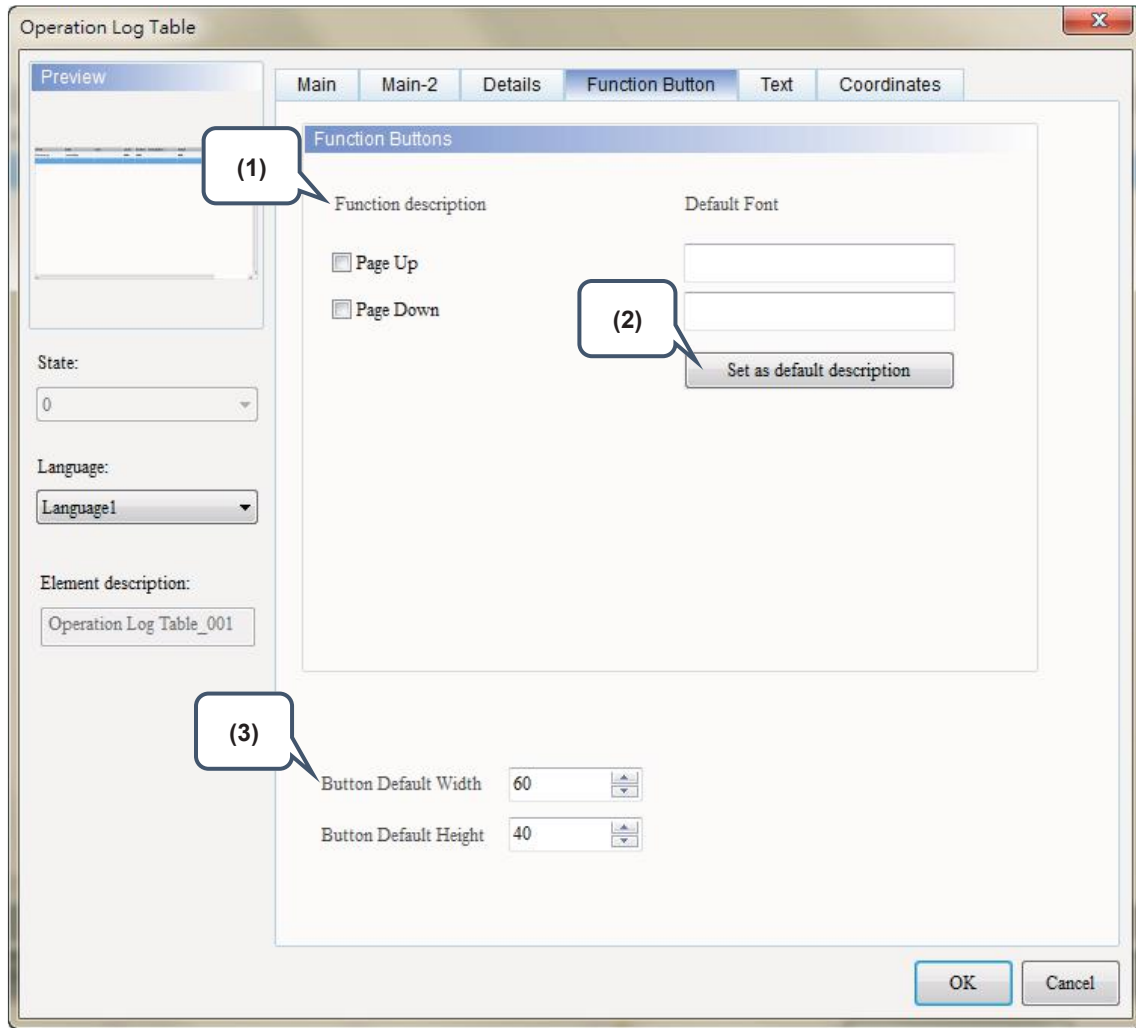 Operation Log Table
Preview
Main Main-2 Details Function Button Text Coordinates
Function Buttons
(1)
Function description Default Font
Page Up
Page Down
(2)
Set as default description
State:
0
Language:
Language1
Element description:
Operation Log Table_001
(3)
Button Default Width 60
Button Default Height 40
OK Cancel